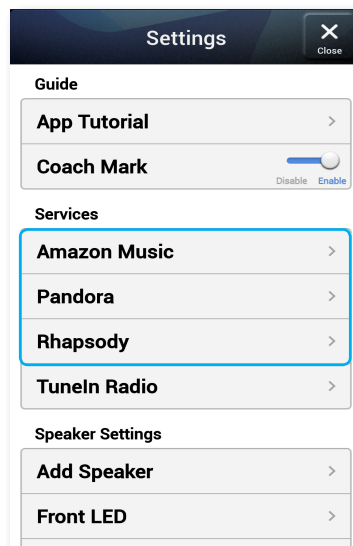 Settings
Close
Guide
App Tutorial
Coach Mark
Disable Enable
Services
Amazon Music
Pandora
Rhapsody
TuneIn Radio
Speaker Settings
Add Speaker
Front LED